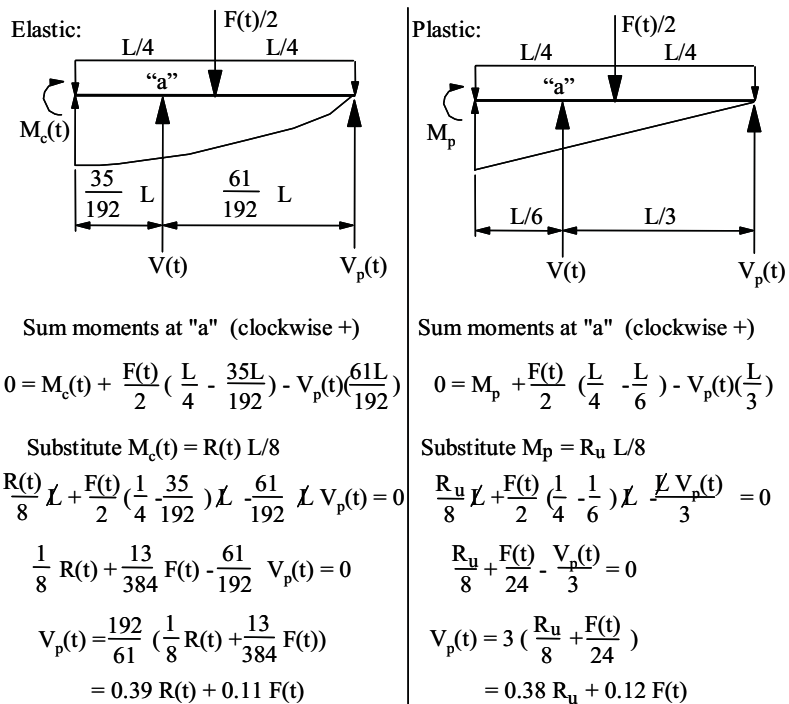 Elastic:
F(t)/2
L/4
L/4
"a"
M_c(t)
35/192 L
61/192 L
V(t)
V_p(t)
Sum moments at "a" (clockwise +)
0 = M_c(t) + F(t)/2 ( L/4 - 35L/192 ) - V_p(t)(61L/192)
Substitute M_c(t) = R(t) L/8
R(t)/8 L + F(t)/2 (1/4 - 35/192 ) L - 61/192 L V_p(t) = 0
1/8 R(t) + 13/384 F(t) - 61/192 V_p(t) = 0
V_p(t) = 192/61 (1/8 R(t) + 13/384 F(t))
= 0.39 R(t) + 0.11 F(t)
Plastic:
F(t)/2
L/4
L/4
"a"
M_p
L/6
L/3
V(t)
V_p(t)
Sum moments at "a" (clockwise +)
0 = M_p + F(t)/2 (L/4 - L/6 ) - V_p(t)(L/3)
Substitute M_p = R_u L/8
R_u/8 L + F(t)/2 (1/4 - 1/6 ) L - L V_p(t)/3 = 0
R_u/8 + F(t)/24 - V_p(t)/3 = 0
V_p(t) = 3 ( R_u/8 + F(t)/24 )
= 0.38 R_u + 0.12 F(t)